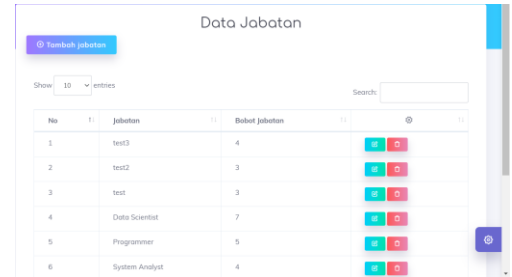 Data Jabatan
Tambah jabatan
Show 10 entries
Search:
No Jabatan Bobot Jabatan
1 test3 4
2 test2 3
3 test 3
4 Data Scientist 7
5 Programmer 5
6 System Analyst 4